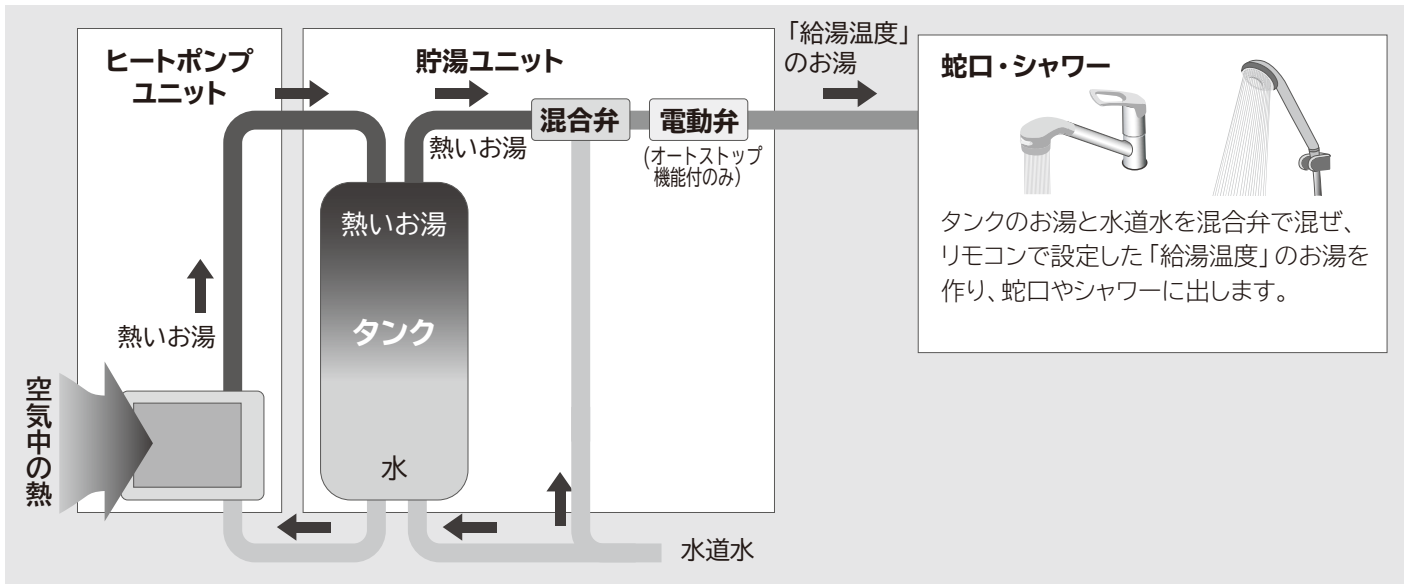 ヒートポンプ
ユニット
貯湯ユニット
「給湯温度」
のお湯
蛇口・シャワー
混合弁
電動弁
(オートストップ
機能付のみ)
熱いお湯
熱いお湯
タンクのお湯と水道水を混合弁で混ぜ、
リモコンで設定した「給湯温度」のお湯を
作り、蛇口やシャワーに出します。
熱いお湯
タンク
空気中の熱
水
水道水